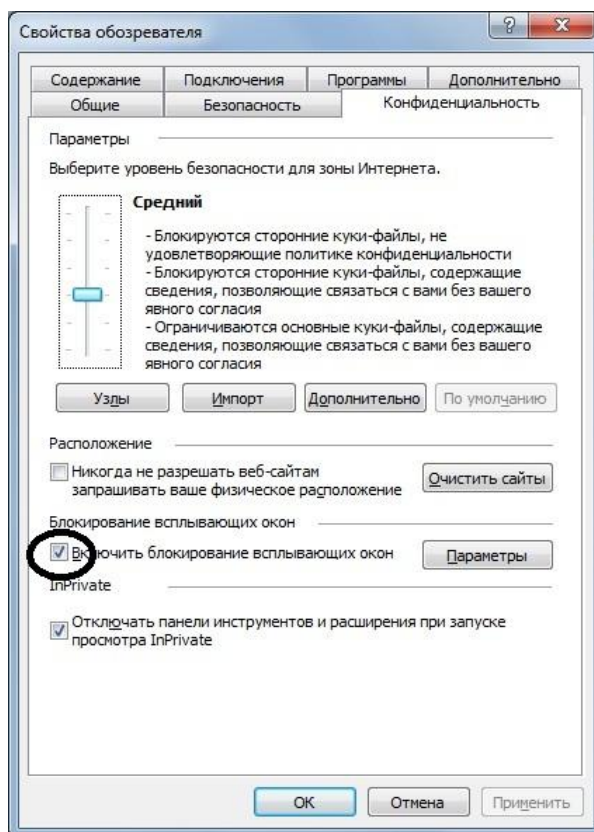 Свойства обозревателя
Содержание Подключения Программы Дополнительно
Общие Безопасность Конфиденциальность
Параметры
Выберите уровень безопасности для зоны Интернета.
Средний
- Блокируются сторонние куки-файлы, не
удовлетворяющие политике конфиденциальности
- Блокируются сторонние куки-файлы, содержащие
сведения, позволяющие связаться с вами без вашего
явного согласия
- Ограничиваются основные куки-файлы, содержащие
сведения, позволяющие связаться с вами без вашего
явного согласия
Узлы Импорт Дополнительно По умолчанию
Расположение
Никогда не разрешать веб-сайтам
запрашивать ваше физическое расположение
Очистить сайты
Блокирование всплывающих окон
Включить блокирование всплывающих окон Параметры
InPrivate
Отключать панели инструментов и расширения при запуске
просмотра InPrivate
ОК Отмена Применить